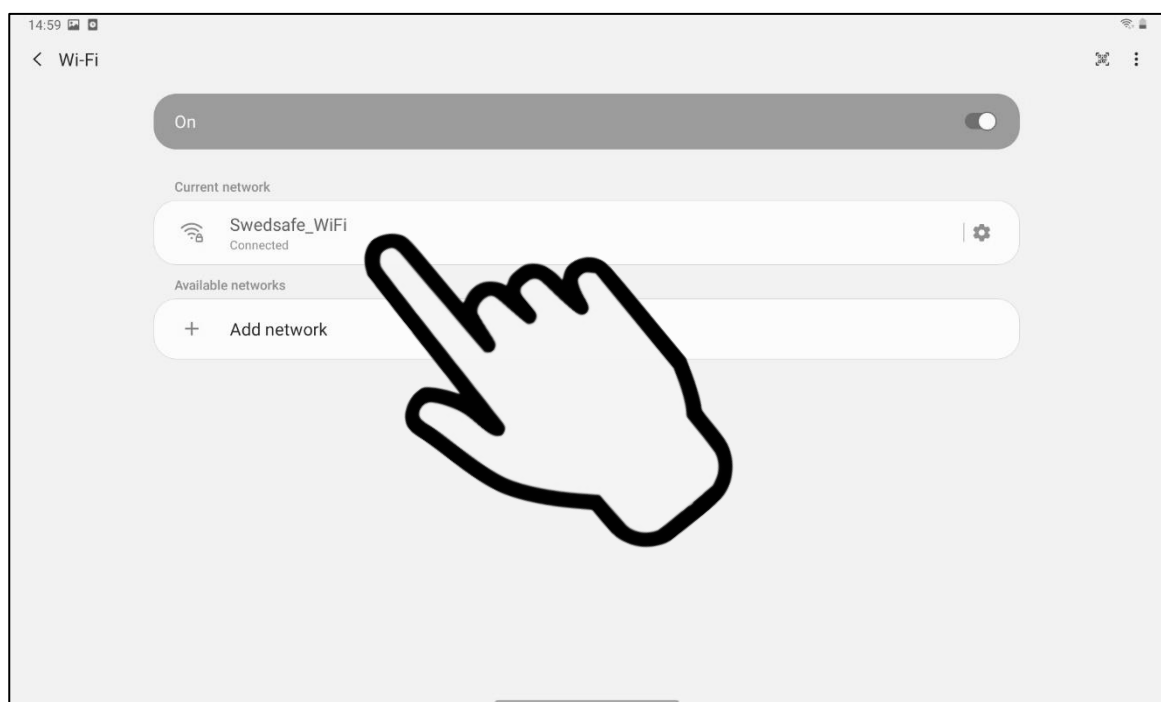 14:59
Wi-Fi
On
Current network
Swedsafe_WiFi
Connected
Available networks
Add network